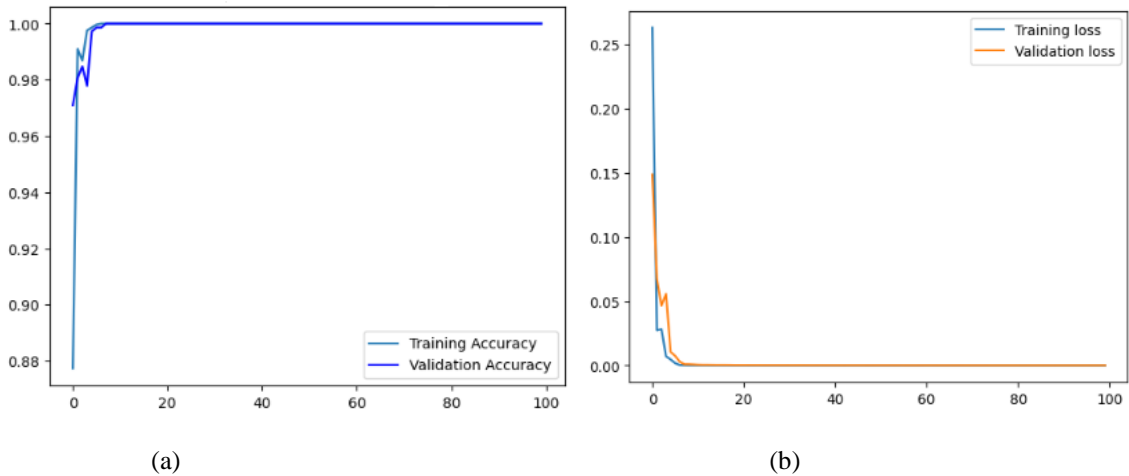 1.00
0.98
0.96
0.94
0.92
0.90
0.88
0 20 40 60 80 100
Training Accuracy
Validation Accuracy
(a)
0.25
0.20
0.15
0.10
0.05
0.00
0 20 40 60 80 100
Training loss
Validation loss
(b)